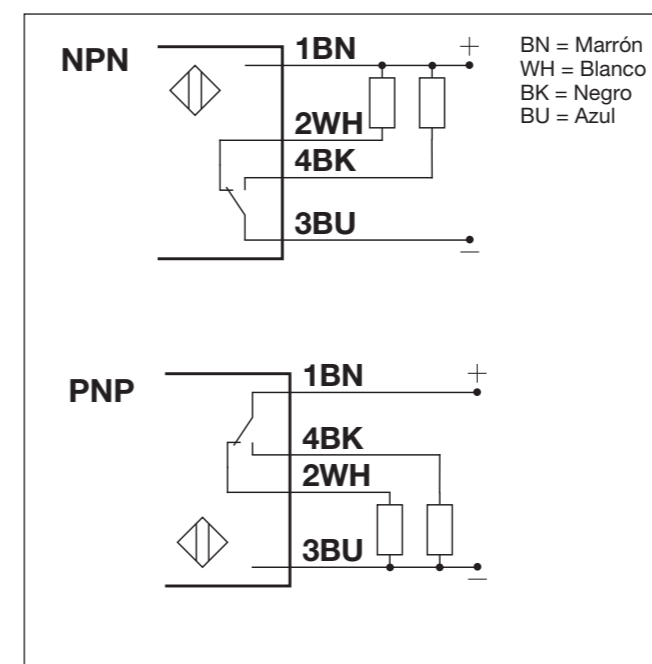 NPN
1BN
+
2WH
4BK
3BU
–
BN = Marrón
WH = Blanco
BK = Negro
BU = Azul
PNP
1BN
+
4BK
2WH
3BU
–